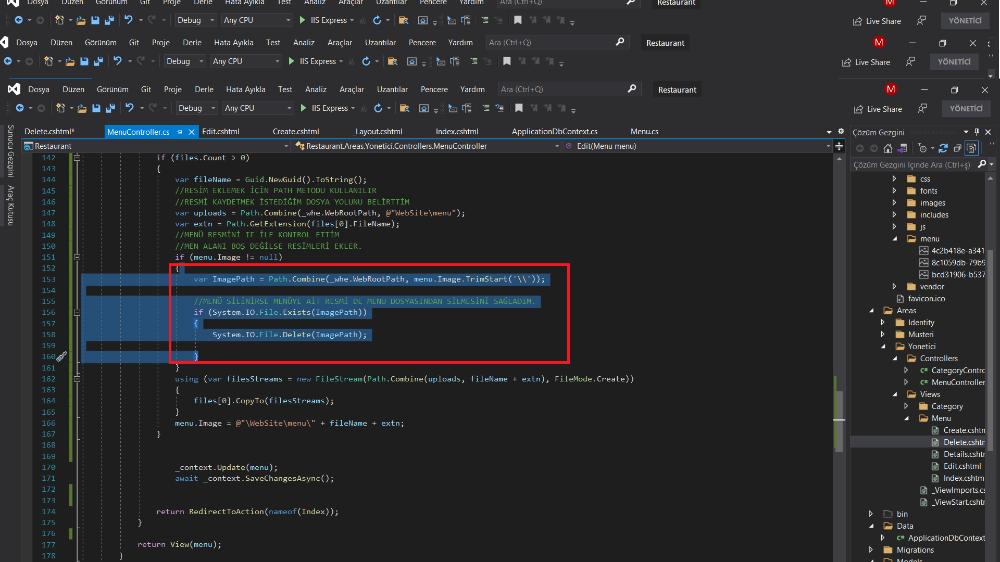 Dosya Düzen Görünüm Git Proje Derle Hata Ayıkla Test Analiz Araçlar Uzantılar Pencere Yardım Ara (Ctrl+Q) Restaurant M
Debug Any CPU IIS Express Live Share YÖNETİCİ
Dosya Düzen Görünüm Git Proje Derle Hata Ayıkla Test Analiz Araçlar Uzantılar Pencere Yardım Ara (Ctrl+Q) Restaurant M
Debug Any CPU IIS Express Live Share YÖNETİCİ
Dosya Düzen Görünüm Git Proje Derle Hata Ayıkla Test Analiz Araçlar Uzantılar Pencere Yardım Ara (Ctrl+Q) Restaurant M
Debug Any CPU IIS Express Live Share YÖNETİCİ
Sunucu Gezgini
Araç Kutusu
Delete.cshtml* MenuController.cs Edit.cshtml Create.cshtml _Layout.cshtml Index.cshtml ApplicationDbContext.cs Menu.cs
Restaurant Restaurant.Areas.Yonetici.Controllers.MenuController Edit(Menu menu)
142 if (files.Count > 0)
143 {
144 var fileName = Guid.NewGuid().ToString();
145 //RESİM EKLEMEK İÇİN PATH METODU KULLANILIR
146 //RESMİ KAYDETMEK İSTEDİĞİM DOSYA YOLUNU BELİRTTİM
147 var uploads = Path.Combine(_whe.WebRootPath, @"WebSite\menu");
148 var extn = Path.GetExtension(files[0].FileName);
149 //MENÜ RESMİNİ IF İLE KONTROL ETTİM
150 //MEN ALANI BOŞ DEĞİLSE RESİMLERİ EKLER.
151 if (menu.Image != null)
152 {
153 var ImagePath = Path.Combine(_whe.WebRootPath, menu.Image.TrimStart('\\'));
154
155 //MENÜ SİLİNİRSE MENÜYE AİT RESMİ DE MENU DOSYASINDAN SİLMESİNİ SAĞLADIM.
156 if (System.IO.File.Exists(ImagePath))
157 {
158 System.IO.File.Delete(ImagePath);
159
160 }
161 }
162 using (var filesStreams = new FileStream(Path.Combine(uploads, fileName + extn), FileMode.Create))
163 {
164 files[0].CopyTo(filesStreams);
165 }
166 menu.Image = @"\WebSite\menu\" + fileName + extn;
167 }
168
169
170 _context.Update(menu);
171 await _context.SaveChangesAsync();
172
173
174 return RedirectToAction(nameof(Index));
175 }
176
177 return View(menu);
178 }
Çözüm Gezgini
Çözüm Gezgini İçinde Ara (Ctrl+ş)
css
fonts
images
includes
js
menu
4c2b418e-a341
8c1059db-79b9
bcd31906-b537
vendor
favicon.ico
Areas
Identity
Musteri
Yonetici
Controllers
CategoryContro
MenuController
Views
Category
Menu
Create.cshtm
Delete.cshtm
Details.cshtm
Edit.cshtml
Index.cshtm
_ViewImports.cs
_ViewStart.cshtm
bin
Data
ApplicationDbContext
Migrations
Models